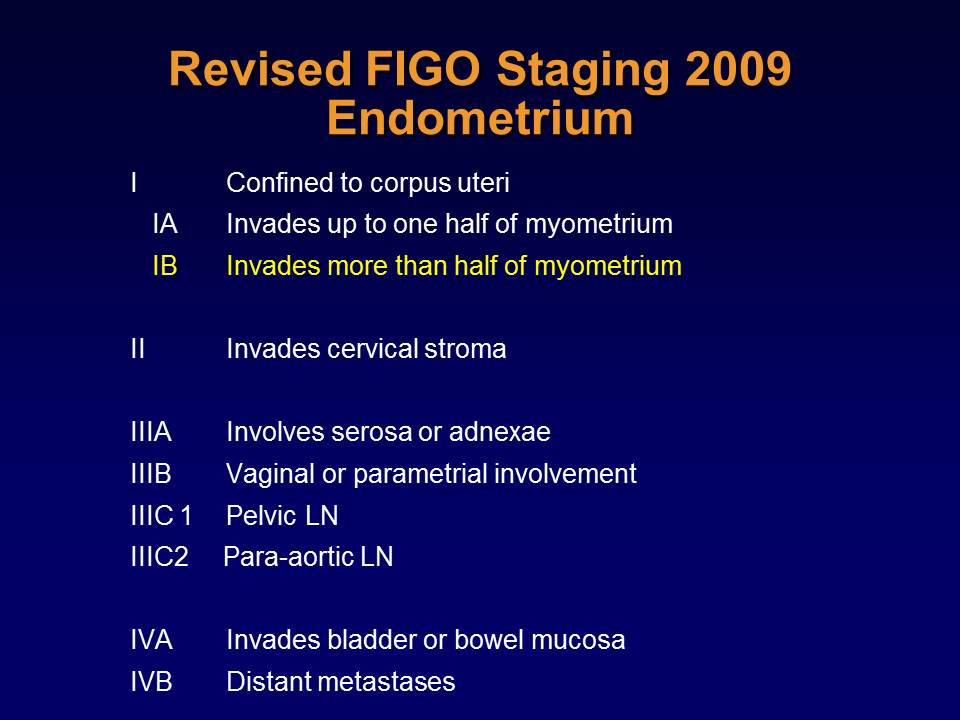 Revised FIGO Staging 2009
Endometrium
I Confined to corpus uteri
IA Invades up to one half of myometrium
IB Invades more than half of myometrium
II Invades cervical stroma
IIIA Involves serosa or adnexae
IIIB Vaginal or parametrial involvement
IIIC 1 Pelvic LN
IIIC2 Para-aortic LN
IVA Invades bladder or bowel mucosa
IVB Distant metastases